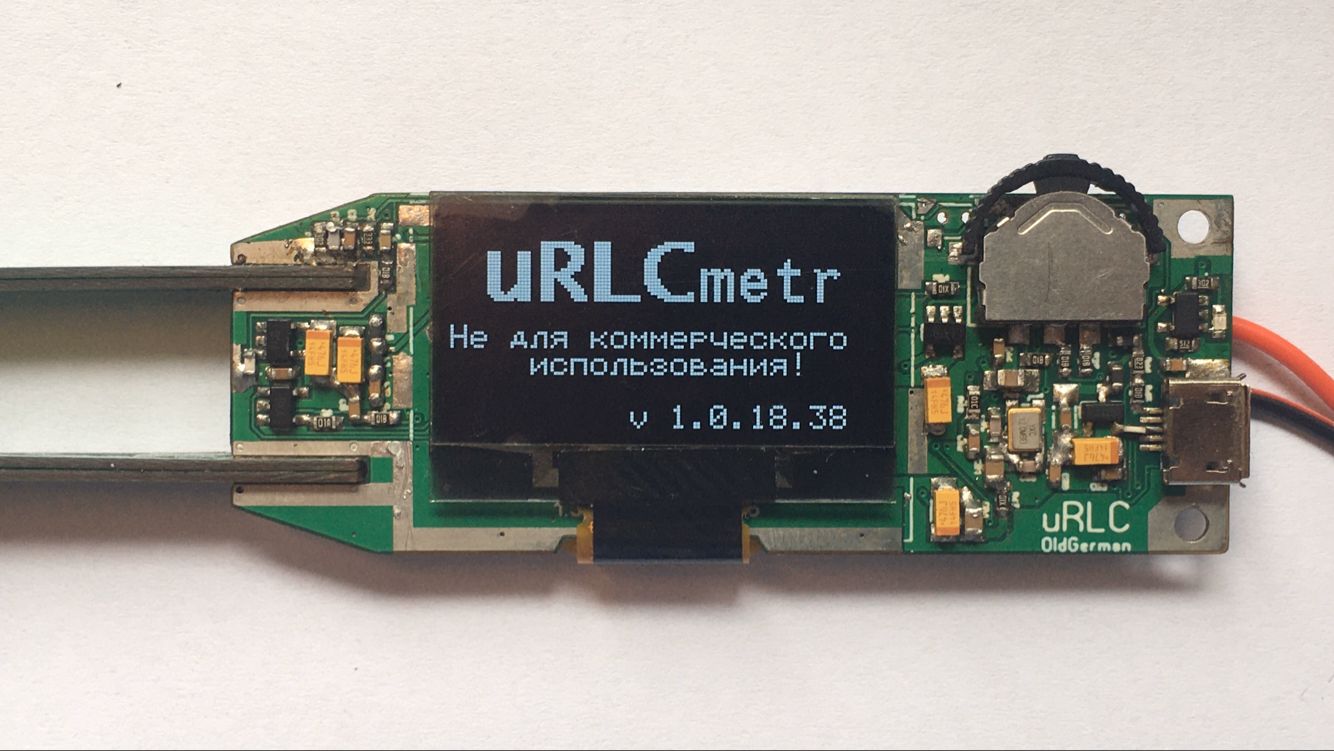 uRLCmetr
Не для коммерческого
использования!
v 1.0.18.38
uRLC
OldGerman